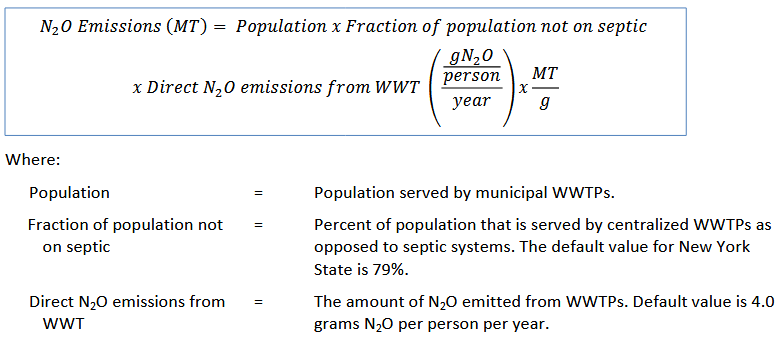 N₂O Emissions (MT) = Population x Fraction of population not on septic
x Direct N₂O emissions from WWT (gN₂O/person/year) x MT/g
Where:
Population = Population served by municipal WWTPs.
Fraction of population not = Percent of population that is served by centralized WWTPs as
on septic opposed to septic systems. The default value for New York
State is 79%.
Direct N₂O emissions from = The amount of N₂O emitted from WWTPs. Default value is 4.0
WWT grams N₂O per person per year.